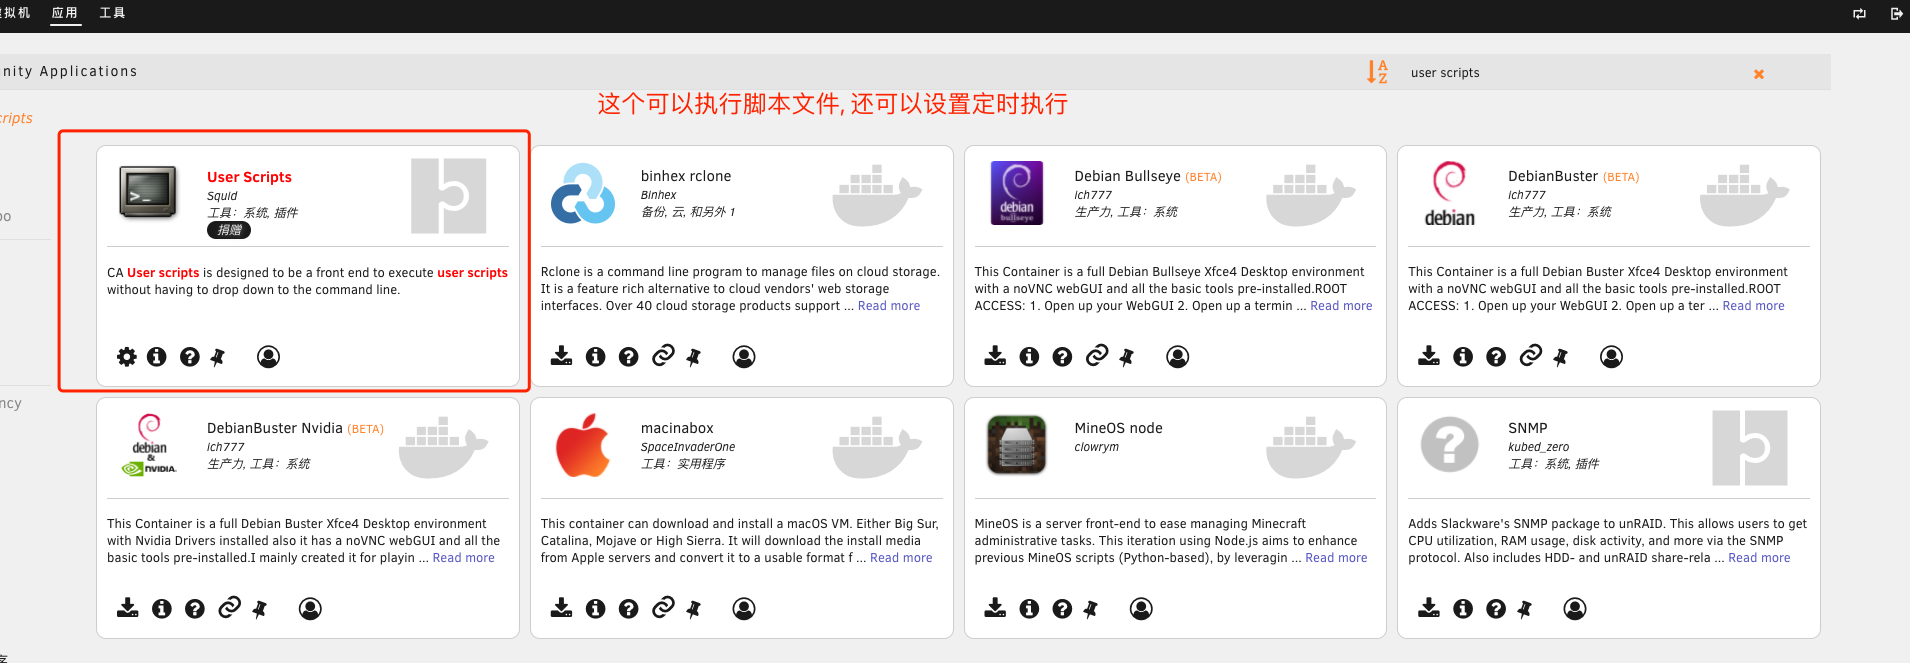 拟机 应用 工具
nity Applications
user scripts
这个可以执行脚本文件, 还可以设置定时执行
cripts
User Scripts
Squid
工具: 系统, 插件
捐赠
CA User scripts is designed to be a front end to execute user scripts
without having to drop down to the command line.
binhex rclone
Binhex
备份, 云, 和另外 1
Rclone is a command line program to manage files on cloud storage.
It is a feature rich alternative to cloud vendors' web storage
interfaces. Over 40 cloud storage products support ... Read more
Debian Bullseye (BETA)
ich777
生产力, 工具: 系统
debian
bullseye
This Container is a full Debian Bullseye Xfce4 Desktop environment
with a noVNC webGUI and all the basic tools pre-installed.ROOT
ACCESS: 1. Open up your WebGUI 2. Open up a termin ... Read more
DebianBuster (BETA)
ich777
生产力, 工具: 系统
debian
This Container is a full Debian Buster Xfce4 Desktop environment
with a noVNC webGUI and all the basic tools pre-installed.ROOT
ACCESS: 1. Open up your WebGUI 2. Open up a ter ... Read more
oo
ncy
DebianBuster Nvidia (BETA)
ich777
生产力, 工具: 系统
debian
&
NVIDIA.
This Container is a full Debian Buster Xfce4 Desktop environment
with Nvidia Drivers installed also it has a noVNC webGUI and all the
basic tools pre-installed.I mainly created it for playin ... Read more
macinabox
SpaceInvaderOne
工具: 实用程序
This container can download and install a macOS VM. Either Big Sur,
Catalina, Mojave or High Sierra. It will download the install media
from Apple servers and convert it to a usable format f ... Read more
MineOS node
clowrym
MineOS is a server front-end to ease managing Minecraft
administrative tasks. This iteration using Node.js aims to enhance
previous MineOS scripts (Python-based), by leveragin ... Read more
SNMP
kubed_zero
工具: 系统, 插件
Adds Slackware's SNMP package to unRAID. This allows users to get
CPU utilization, RAM usage, disk activity, and more via the SNMP
protocol. Also includes HDD- and unRAID share-rela ... Read more